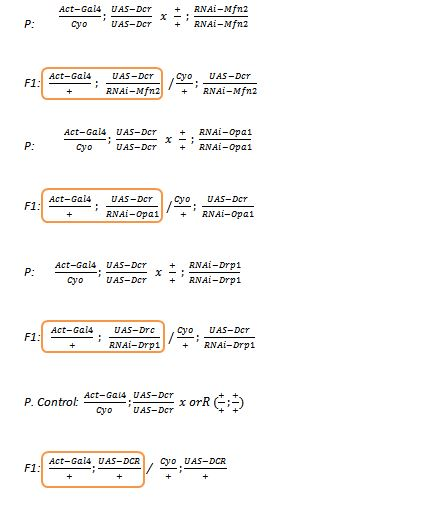 P: Act-Gal4/Cyo; UAS-Dcr/UAS-Dcr x +/+; RNAi-Mfn2/RNAi-Mfn2
F1: Act-Gal4/+; UAS-Dcr/RNAi-Mfn2 / Cyo/+; UAS-Dcr/RNAi-Mfn2
P: Act-Gal4/Cyo; UAS-Dcr/UAS-Dcr x +/+; RNAi-Opa1/RNAi-Opa1
F1: Act-Gal4/+; UAS-Dcr/RNAi-Opa1 / Cyo/+; UAS-Dcr/RNAi-Opa1
P: Act-Gal4/Cyo; UAS-Dcr/UAS-Dcr x +/+; RNAi-Drp1/RNAi-Drp1
F1: Act-Gal4/+; UAS-Drc/RNAi-Drp1 / Cyo/+; UAS-Dcr/RNAi-Drp1
P. Control: Act-Gal4/Cyo; UAS-Dcr/UAS-Dcr x orR (+/+; +/+)
F1: Act-Gal4/+; UAS-DCR/+ / Cyo/+; UAS-DCR/+